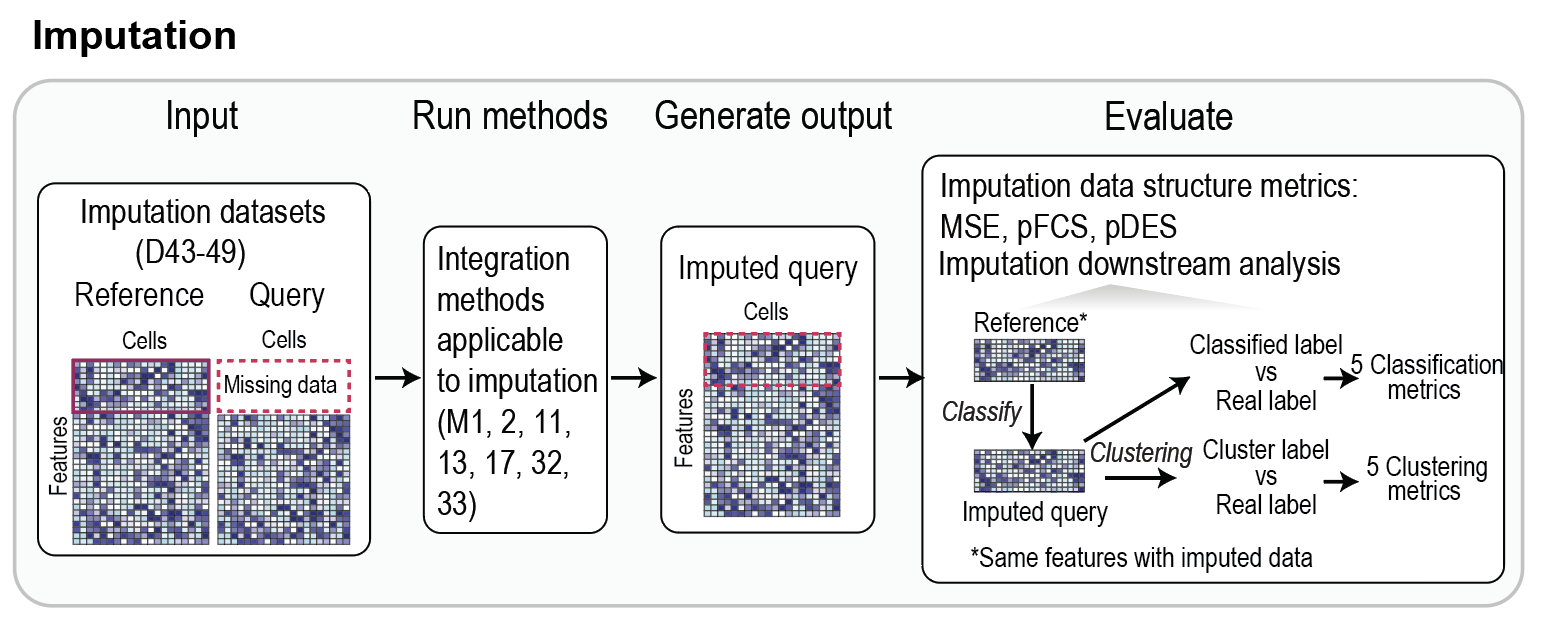 Imputation
Input
Run methods
Generate output
Evaluate
Imputation datasets
(D43-49)
Reference
Query
Cells
Cells
Missing data
Features
Integration
methods
applicable
to imputation
(M1, 2, 11,
13, 17, 32,
33)
Imputed query
Cells
Features
Imputation data structure metrics:
MSE, pFCS, pDES
Imputation downstream analysis
Reference*
Classify
Imputed query
Clustering
Classified label
vs
Real label
5 Classification
metrics
Cluster label
vs
Real label
5 Clustering
metrics
*Same features with imputed data